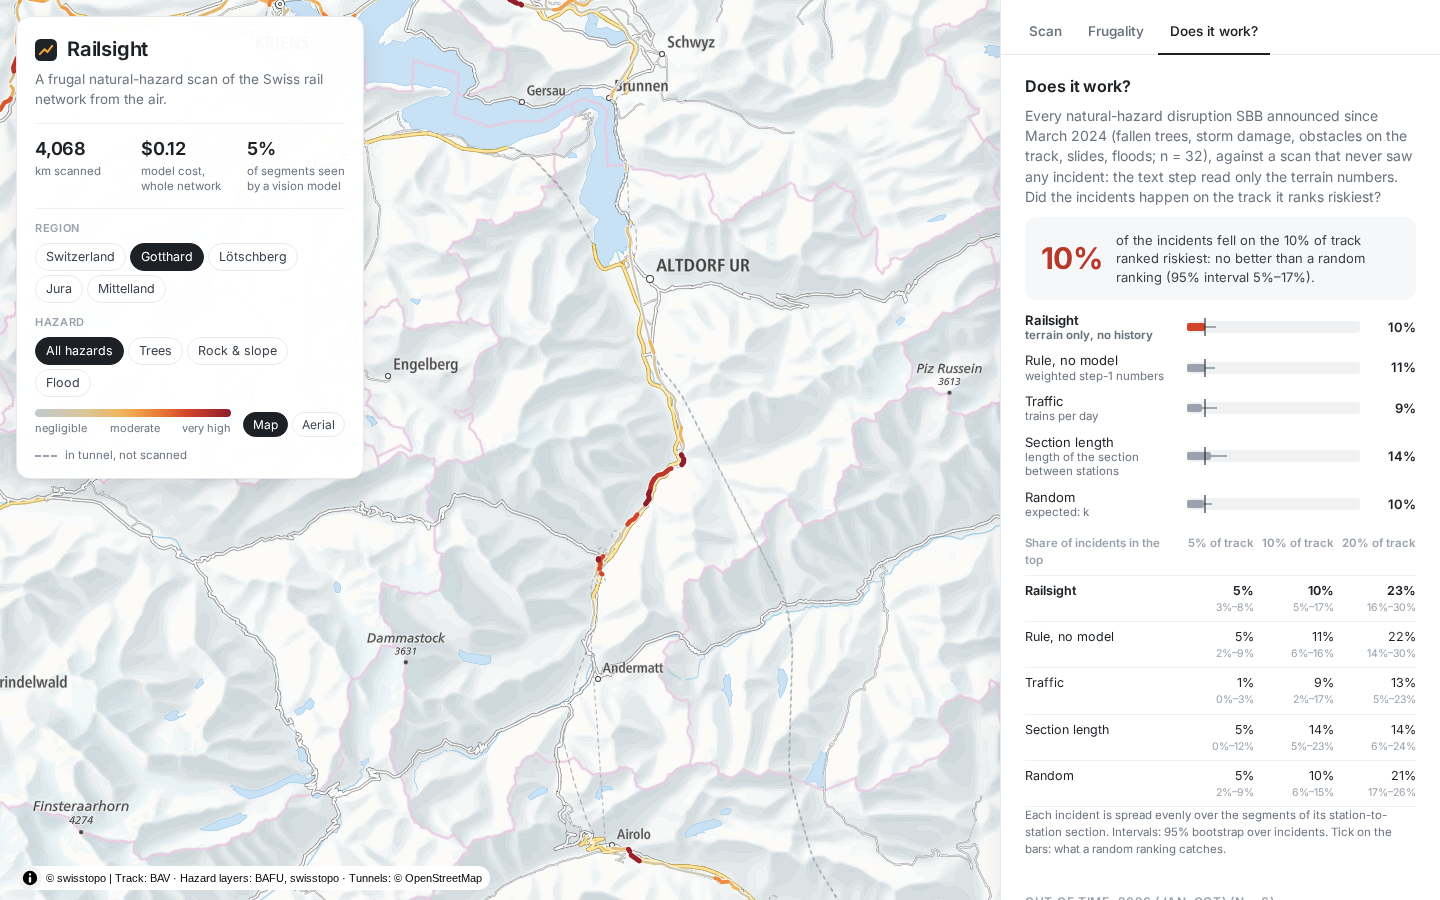 Railsight
A frugal natural-hazard scan of the Swiss rail
network from the air.
4,068
km scanned
$0.12
model cost,
whole network
5%
of segments seen
by a vision model
REGION
Switzerland
Gotthard
Lötschberg
Jura
Mittelland
HAZARD
All hazards
Trees
Rock & slope
Flood
negligible
moderate
very high
Map
Aerial
in tunnel, not scanned
KRIENS
Schwyz
Gersau
Brunnen
ALTDORF UR
Engelberg
Piz Russein
3613
Dammastock
3631
Andermatt
rindelwald
Finsteraarhorn
4274
Airolo
© swisstopo | Track: BAV · Hazard layers: BAFU, swisstopo · Tunnels: © OpenStreetMap
Scan
Frugality
Does it work?
Does it work?
Every natural-hazard disruption SBB announced since
March 2024 (fallen trees, storm damage, obstacles on the
track, slides, floods; n = 32), against a scan that never saw
any incident: the text step read only the terrain numbers.
Did the incidents happen on the track it ranks riskiest?
10%
of the incidents fell on the 10% of track
ranked riskiest: no better than a random
ranking (95% interval 5%–17%).
Railsight
terrain only, no history
10%
Rule, no model
weighted step-1 numbers
11%
Traffic
trains per day
9%
Section length
length of the section
between stations
14%
Random
expected: k
10%
Share of incidents in the
top
5% of track
10% of track
20% of track
Railsight 5% 10% 23%
3%–8% 5%–17% 16%–30%
Rule, no model 5% 11% 22%
2%–9% 6%–16% 14%–30%
Traffic 1% 9% 13%
0%–3% 2%–17% 5%–23%
Section length 5% 14% 14%
0%–12% 5%–23% 6%–24%
Random 5% 10% 21%
2%–9% 6%–15% 17%–26%
Each incident is spread evenly over the segments of its station-to-
station section. Intervals: 95% bootstrap over incidents. Tick on the
bars: what a random ranking catches.